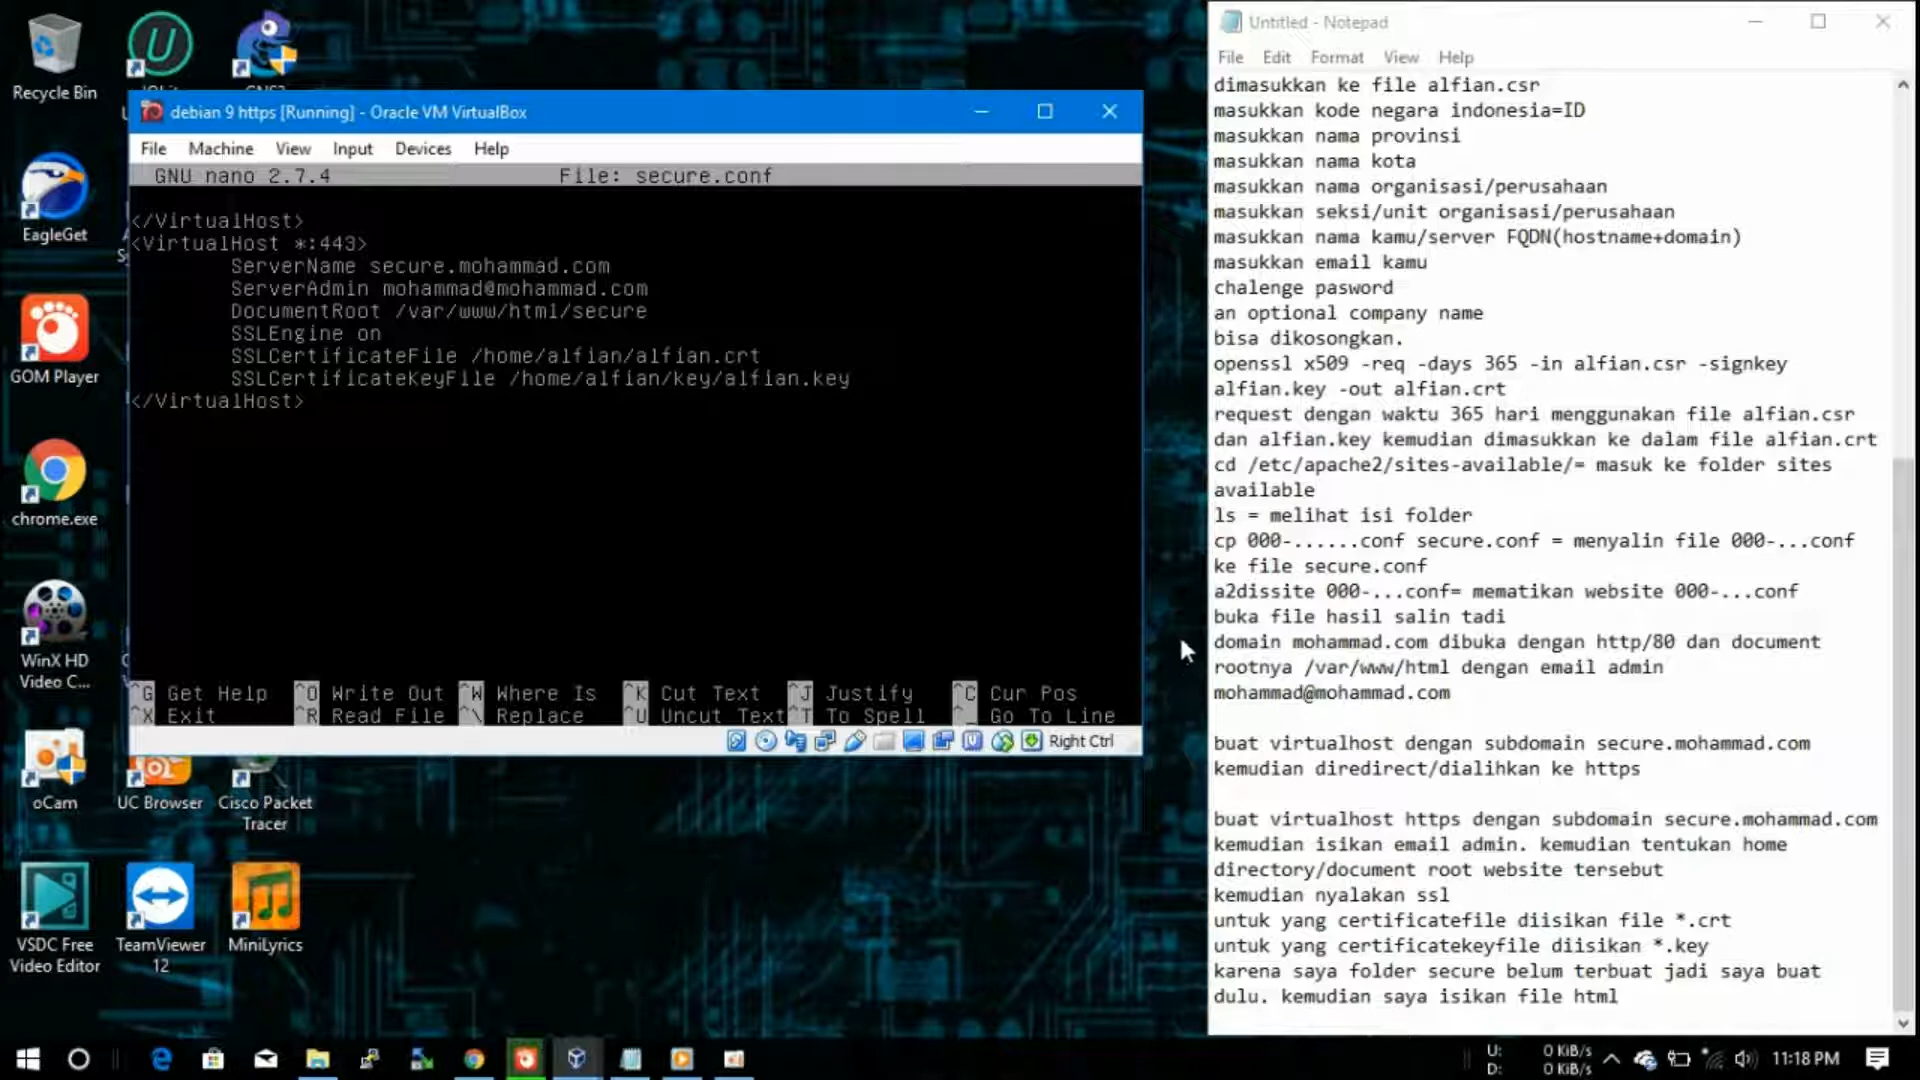 Recycle Bin
EagleGet
GOM Player
chrome.exe
WinX HD
Video C...
oCam
UC Browser
Cisco Packet
Tracer
VSDC Free
Video Editor
TeamViewer
12
MiniLyrics
debian 9 https [Running] - Oracle VM VirtualBox
File Machine View Input Devices Help
GNU nano 2.7.4 File: secure.conf
</VirtualHost>
<VirtualHost *:443>
ServerName secure.mohammad.com
ServerAdmin mohammad@mohammad.com
DocumentRoot /var/www/html/secure
SSLEngine on
SSLCertificateFile /home/alfian/alfian.crt
SSLCertificateKeyFile /home/alfian/key/alfian.key
</VirtualHost>
^G Get Help ^O Write Out ^W Where Is ^K Cut Text ^J Justify ^C Cur Pos
^X Exit ^R Read File ^\ Replace ^U Uncut Text ^T To Spell ^_ Go To Line
Right Ctrl
Untitled - Notepad
File Edit Format View Help
dimasukkan ke file alfian.csr
masukkan kode negara indonesia=ID
masukkan nama provinsi
masukkan nama kota
masukkan nama organisasi/perusahaan
masukkan seksi/unit organisasi/perusahaan
masukkan nama kamu/server FQDN(hostname+domain)
masukkan email kamu
chalenge pasword
an optional company name
bisa dikosongkan.
openssl x509 -req -days 365 -in alfian.csr -signkey
alfian.key -out alfian.crt
request dengan waktu 365 hari menggunakan file alfian.csr
dan alfian.key kemudian dimasukkan ke dalam file alfian.crt
cd /etc/apache2/sites-available/= masuk ke folder sites
available
ls = melihat isi folder
cp 000-......conf secure.conf = menyalin file 000-...conf
ke file secure.conf
a2dissite 000-...conf= mematikan website 000-...conf
buka file hasil salin tadi
domain mohammad.com dibuka dengan http/80 dan document
rootnya /var/www/html dengan email admin
mohammad@mohammad.com
buat virtualhost dengan subdomain secure.mohammad.com
kemudian diredirect/dialihkan ke https
buat virtualhost https dengan subdomain secure.mohammad.com
kemudian isikan email admin. kemudian tentukan home
directory/document root website tersebut
kemudian nyalakan ssl
untuk yang certificatefile diisikan file *.crt
untuk yang certificatekeyfile diisikan *.key
karena saya folder secure belum terbuat jadi saya buat
dulu. kemudian saya isikan file html
U: 0 KiB/s
D: 0 KiB/s
11:18 PM